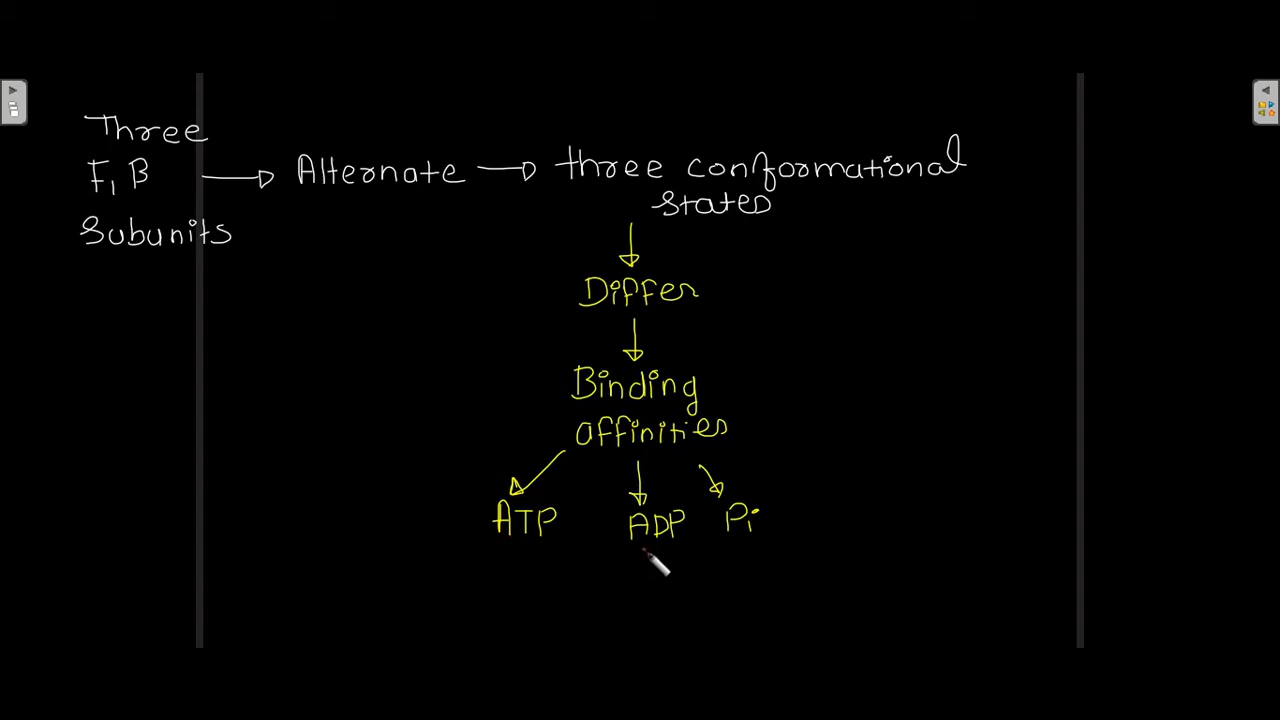 Three
F₁ B → Alternate → three conformational
Subunits
states
Differ
Binding
affinities
ATP ADP Pi